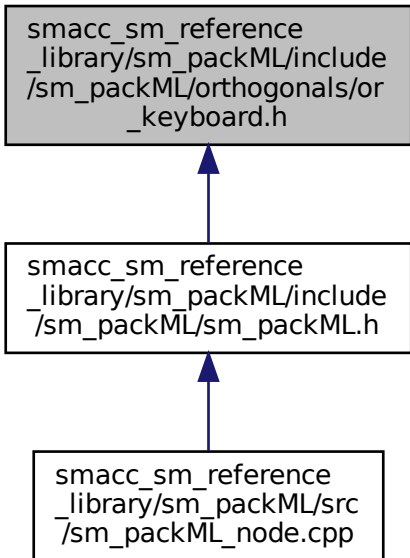 smacc_sm_reference
_library/sm_packML/include
/sm_packML/orthogonals/or
_keyboard.h
smacc_sm_reference
_library/sm_packML/include
/sm_packML/sm_packML.h
smacc_sm_reference
_library/sm_packML/src
/sm_packML_node.cpp